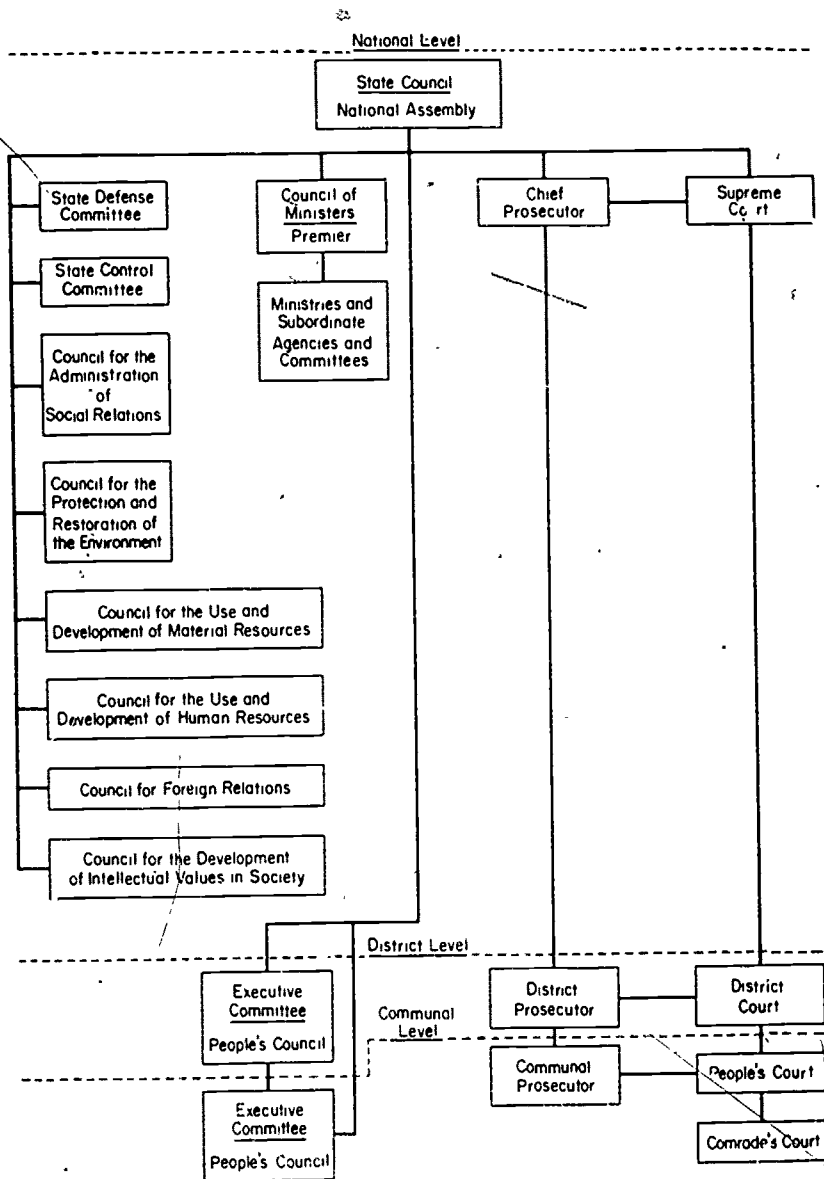 National Level
State Council
National Assembly
State Defense
Committee
Council of
Ministers
Premier
Chief
Prosecutor
Supreme
Court
State Control
Committee
Ministries and
Subordinate
Agencies and
Committees
Council for the
Administration
of
Social Relations
Council for the
Protection and
Restoration of
the Environment
Council for the Use and
Development of Material Resources
Council for the Use and
Development of Human Resources
Council for Foreign Relations
Council for the Development
of Intellectual Values in Society
District Level
Executive
Committee
People's Council
Communal
Level
District
Prosecutor
District
Court
Communal
Prosecutor
People's Court
Executive
Committee
People's Council
Comrade's Court